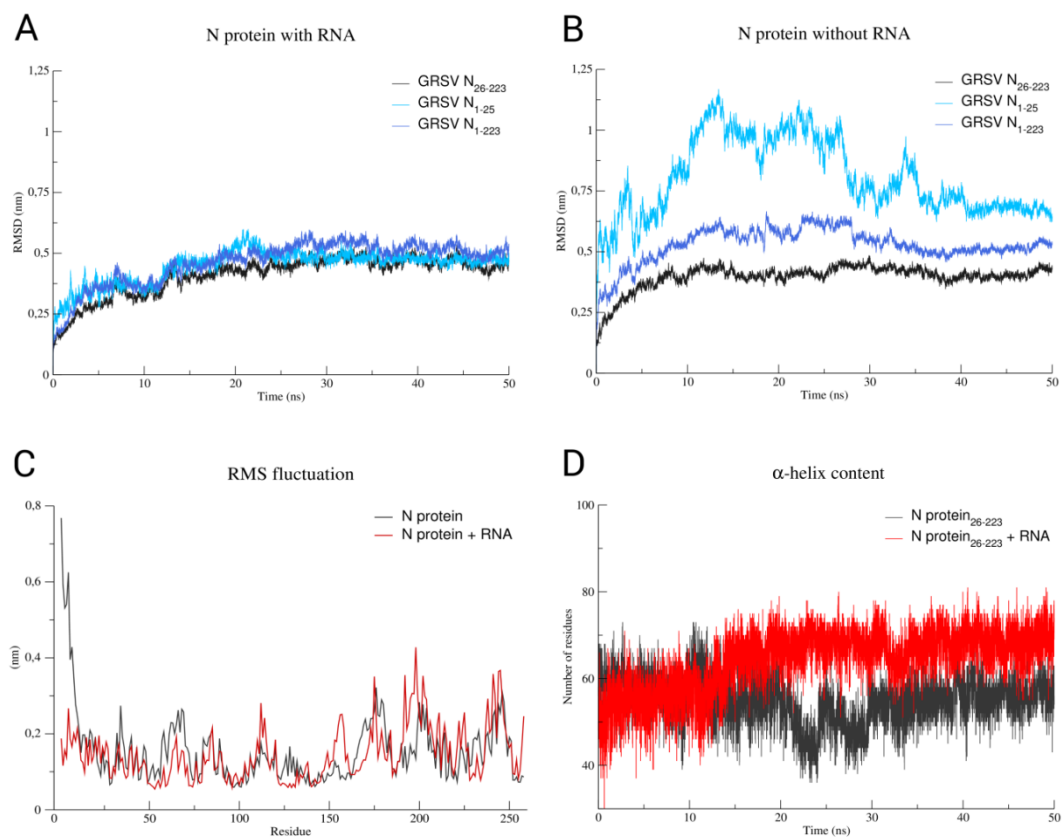 A
N protein with RNA
1,25
1
0,75
0,5
0,25
0
RMSD (nm)
GRSV N26-223
GRSV N1-25
GRSV N1-223
0 10 20 30 40 50
Time (ns)
B
N protein without RNA
1,25
1
0,75
0,5
0,25
0
RMSD (nm)
GRSV N26-223
GRSV N1-25
GRSV N1-223
0 10 20 30 40 50
Time (ns)
C
RMS fluctuation
0,8
0,6
0,4
0,2
0
(nm)
N protein
N protein + RNA
0 50 100 150 200 250
Residue
D
α-helix content
100
80
60
40
Number of residues
N protein26-223
N protein26-223 + RNA
0 10 20 30 40 50
Time (ns)